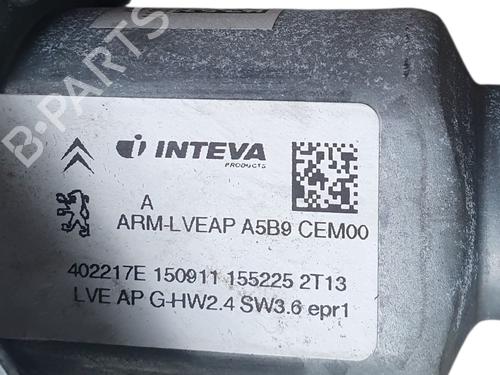 B-PARTS
INTEVA
PRODUCTS
A
ARM-LVEAP A5B9 CEM00
402217E 150911 155225 2T13
LVE AP G-HW2.4 SW3.6 epr1